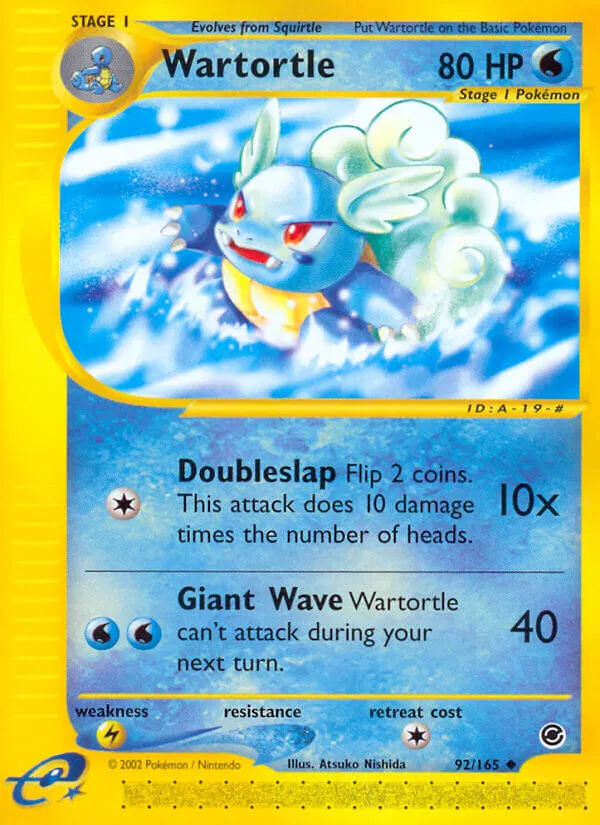 STAGE 1
Evolves from Squirtle
Put Wartortle on the Basic Pokémon
Wartortle
80 HP
Stage 1 Pokémon
ID:A-19-#
Doubleslap Flip 2 coins.
This attack does 10 damage
times the number of heads.
10x
Giant Wave Wartortle
can't attack during your
next turn.
40
weakness
resistance
retreat cost
© 2002 Pokémon / Nintendo
Illus. Atsuko Nishida
92/165
e